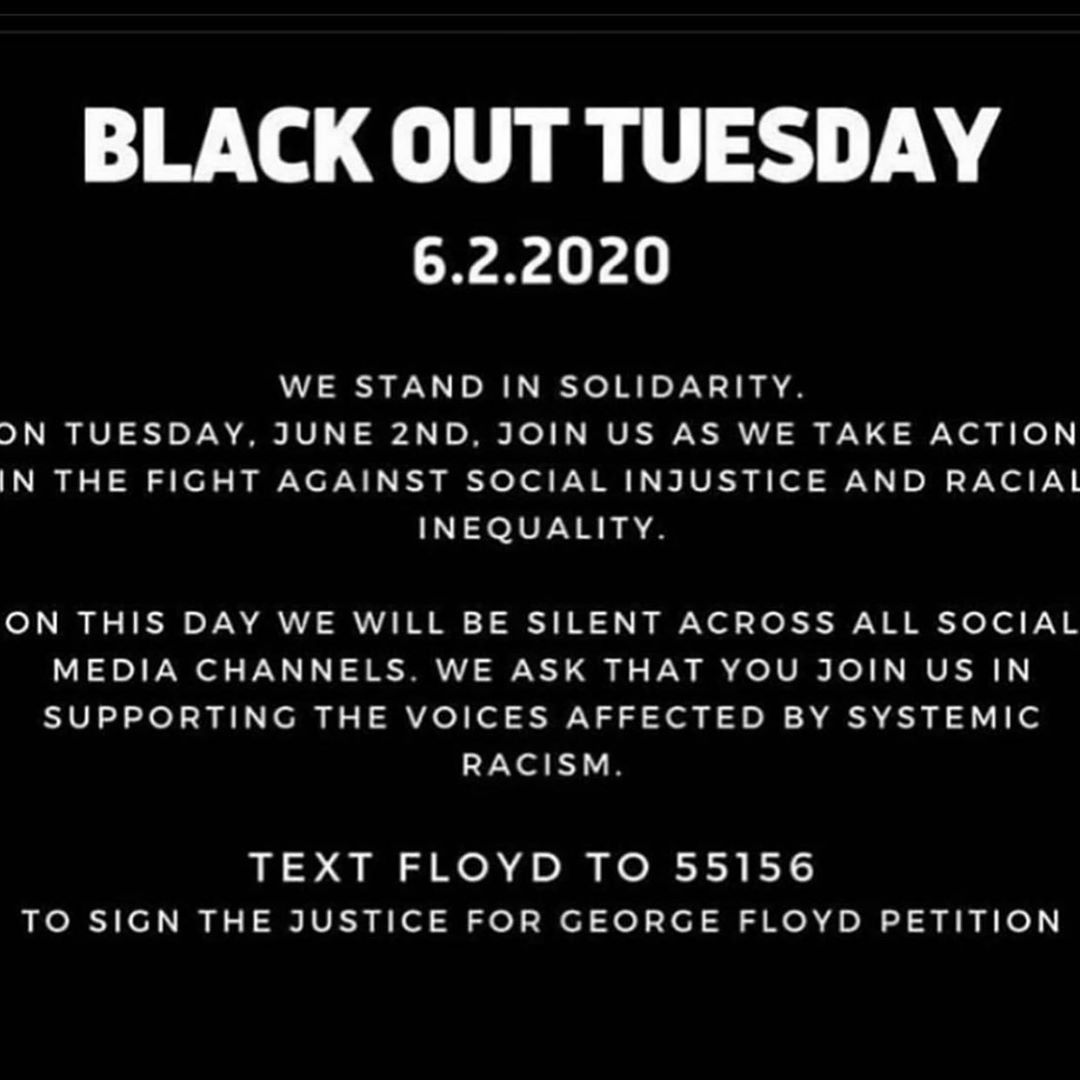 BLACK OUT TUESDAY
6.2.2020
WE STAND IN SOLIDARITY.
ON TUESDAY, JUNE 2ND, JOIN US AS WE TAKE ACTION
IN THE FIGHT AGAINST SOCIAL INJUSTICE AND RACIAL
INEQUALITY.
ON THIS DAY WE WILL BE SILENT ACROSS ALL SOCIAL
MEDIA CHANNELS. WE ASK THAT YOU JOIN US IN
SUPPORTING THE VOICES AFFECTED BY SYSTEMIC
RACISM.
TEXT FLOYD TO 55156
TO SIGN THE JUSTICE FOR GEORGE FLOYD PETITION